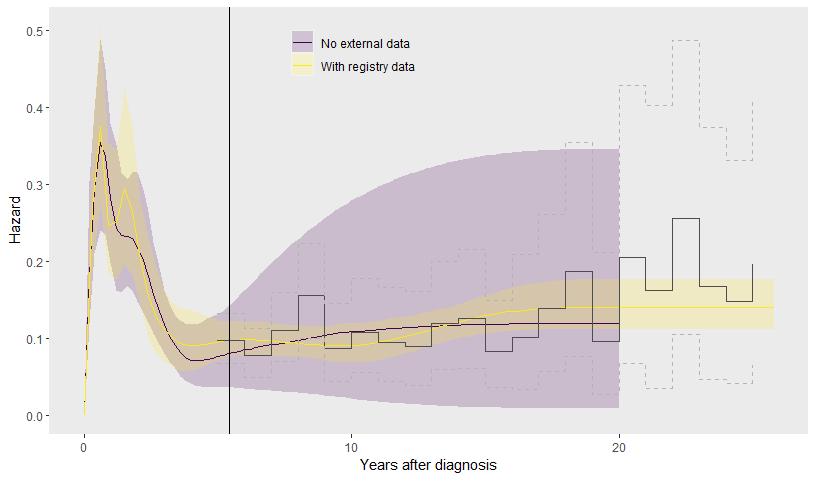 0.5
0.4
0.3
0.2
0.1
0.0
Hazard
No external data
With registry data
0
10
20
Years after diagnosis